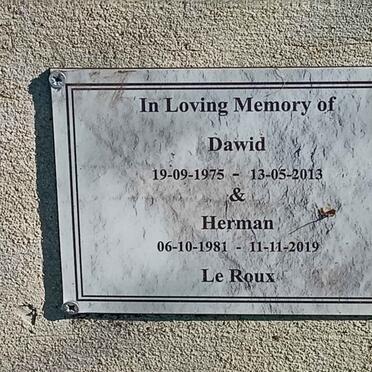 In Loving Memory of
Dawid
19-09-1975 - 13-05-2013
&
Herman
06-10-1981 - 11-11-2019
Le Roux